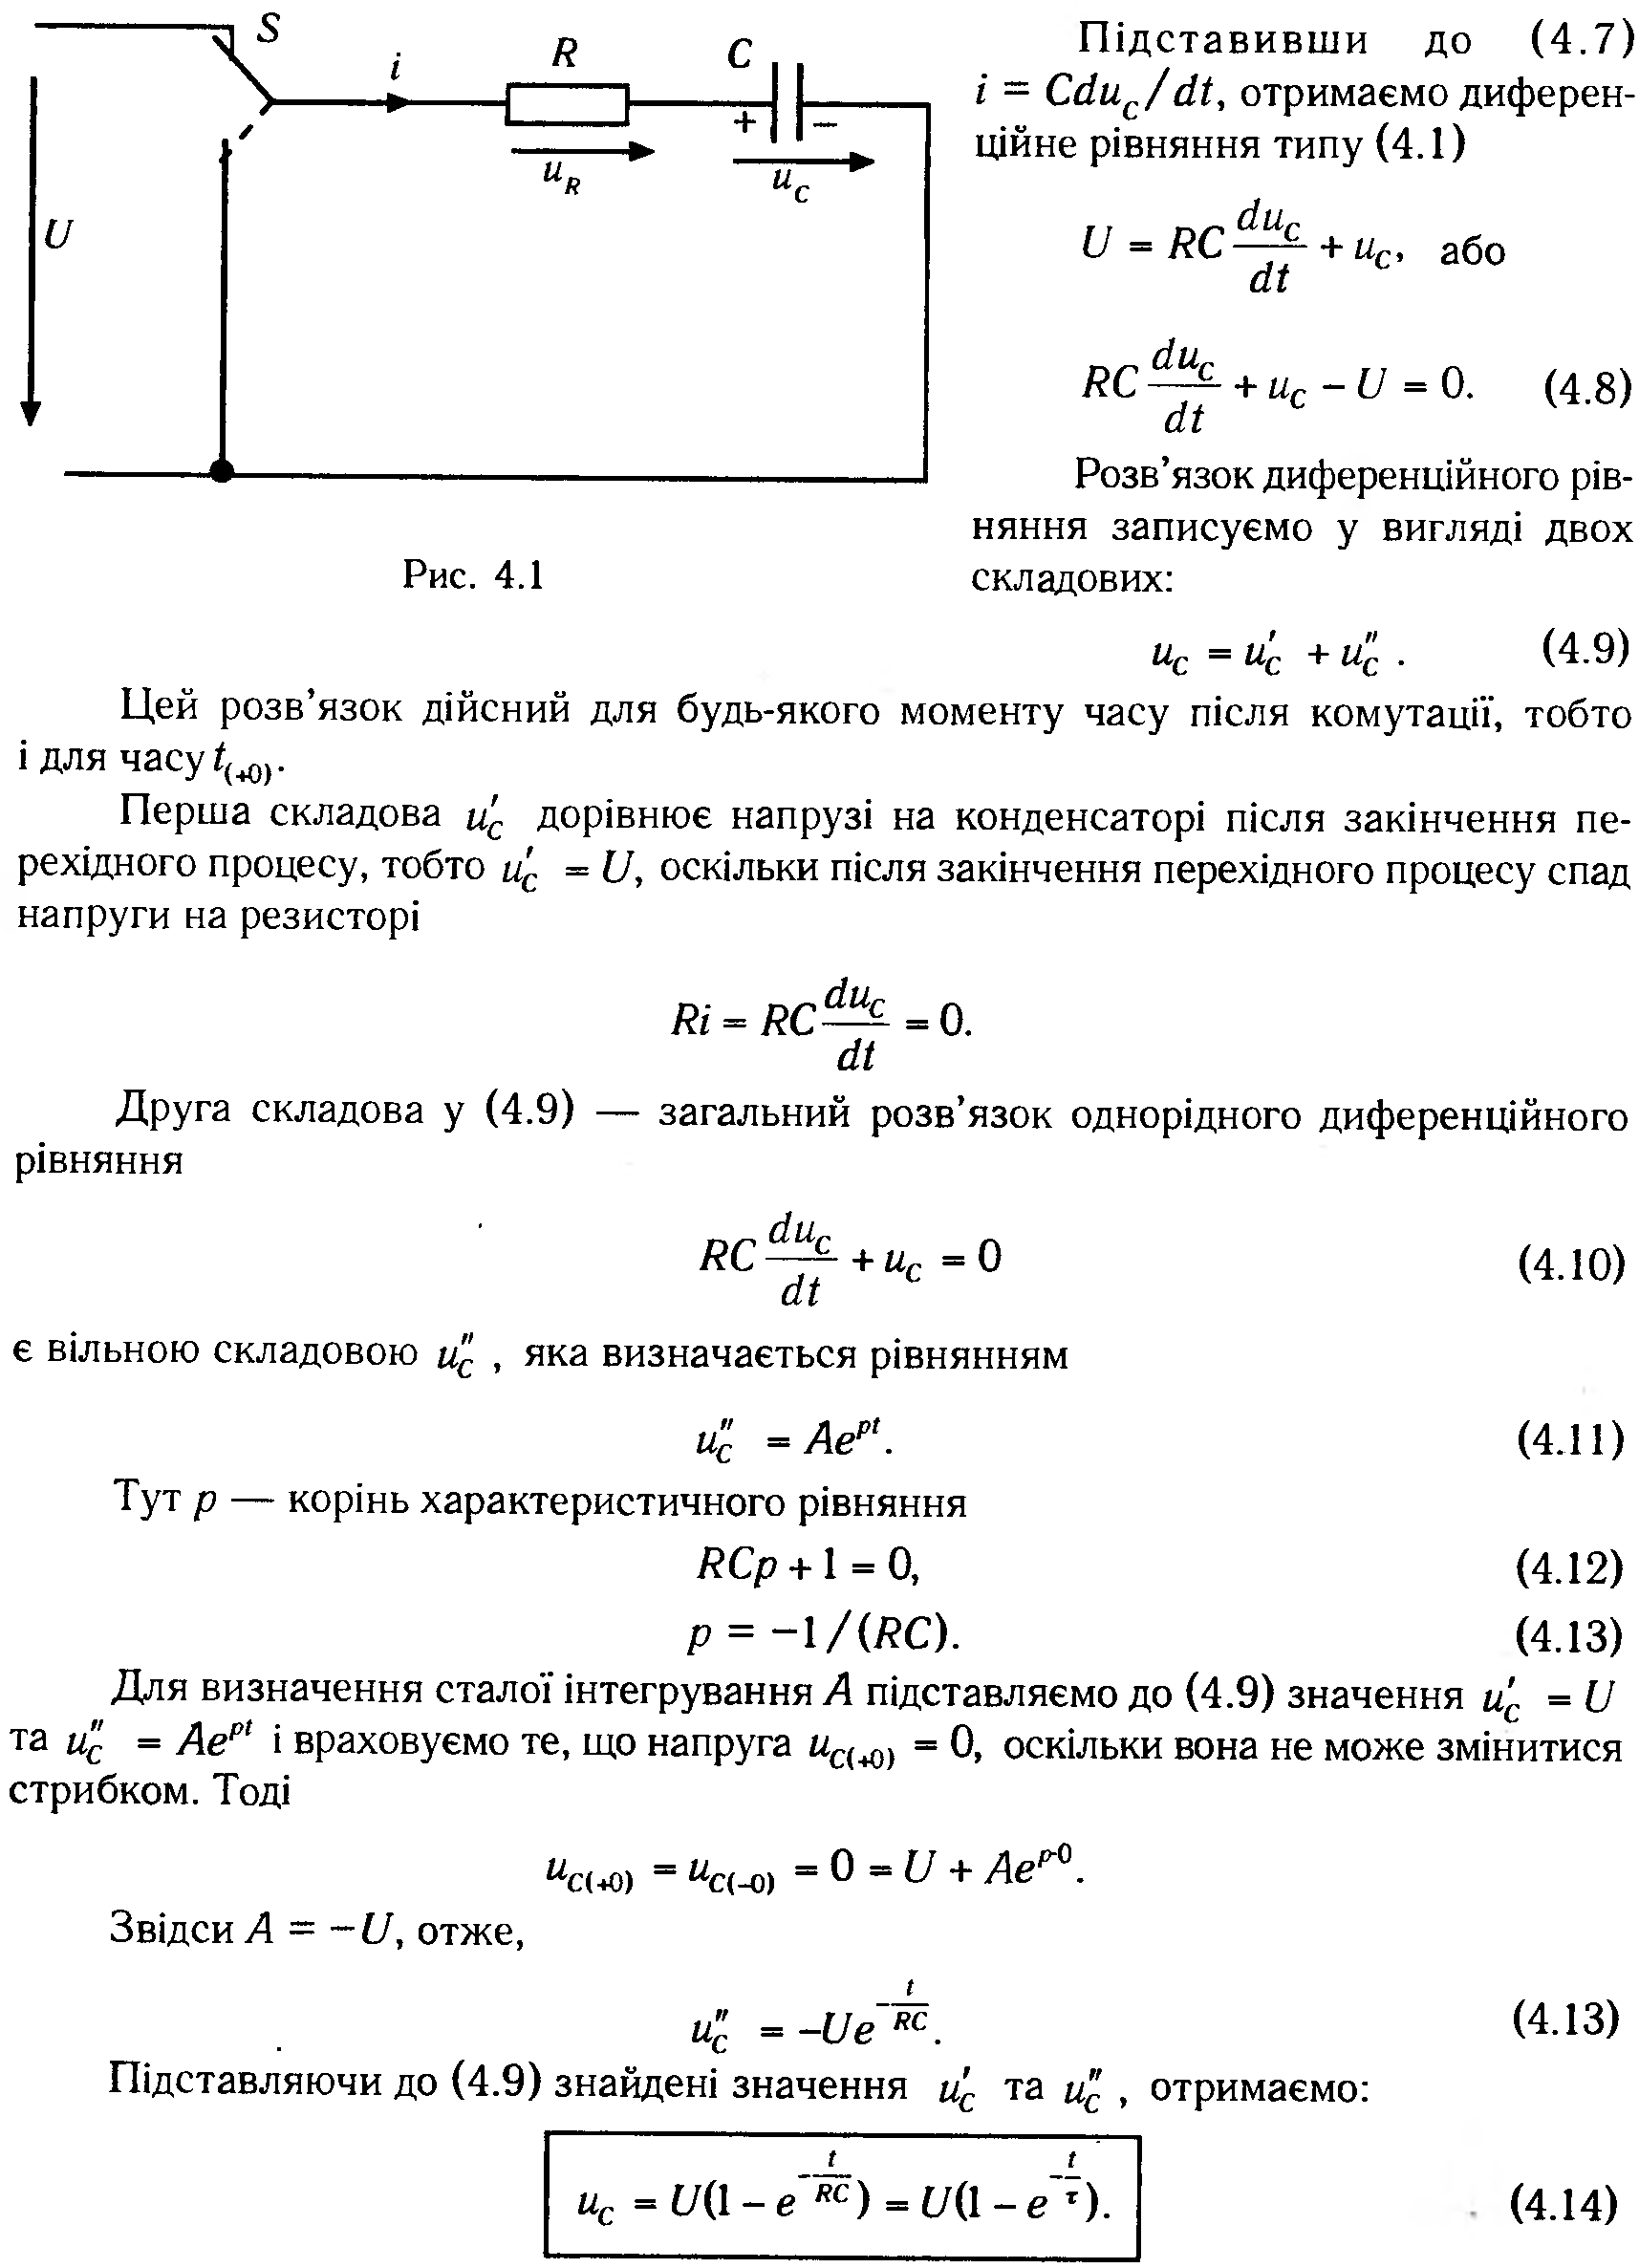 S
i
R
C
+
−
u_R
u_C
U
Рис. 4.1
Підставивши до (4.7)
i = Cdu_C/dt, отримаємо диферен-
ційне рівняння типу (4.1)
U = RC du_C/dt + u_C, або
RC du_C/dt + u_C − U = 0. (4.8)
Розв’язок диференційного рів-
няння записуємо у вигляді двох
складових:
u_C = u'_C + u''_C . (4.9)
Цей розв’язок дійсний для будь-якого моменту часу після комутації, тобто
і для часу t_(+0).
Перша складова u'_C дорівнює напрузі на конденсаторі після закінчення пе-
рехідного процесу, тобто u'_C = U, оскільки після закінчення перехідного процесу спад
напруги на резисторі
Ri = RC du_C/dt = 0.
Друга складова у (4.9) — загальний розв’язок однорідного диференційного
рівняння
RC du_C/dt + u_C = 0 (4.10)
є вільною складовою u''_C , яка визначається рівнянням
u''_C = Ae^{pt}. (4.11)
Тут p — корінь характеристичного рівняння
RCp + 1 = 0, (4.12)
p = −1/(RC). (4.13)
Для визначення сталої інтегрування A підставляємо до (4.9) значення u'_C = U
та u''_C = Ae^{pt} і враховуємо те, що напруга u_{C(+0)} = 0, оскільки вона не може змінитися
стрибком. Тоді
u_{C(+0)} = u_{C(−0)} = 0 = U + Ae^{p·0}.
Звідси A = −U, отже,
u''_C = −Ue^{−t/RC}. (4.13)
Підставляючи до (4.9) знайдені значення u'_C та u''_C , отримаємо:
u_C = U(1 − e^{−t/RC}) = U(1 − e^{−t/τ}). (4.14)